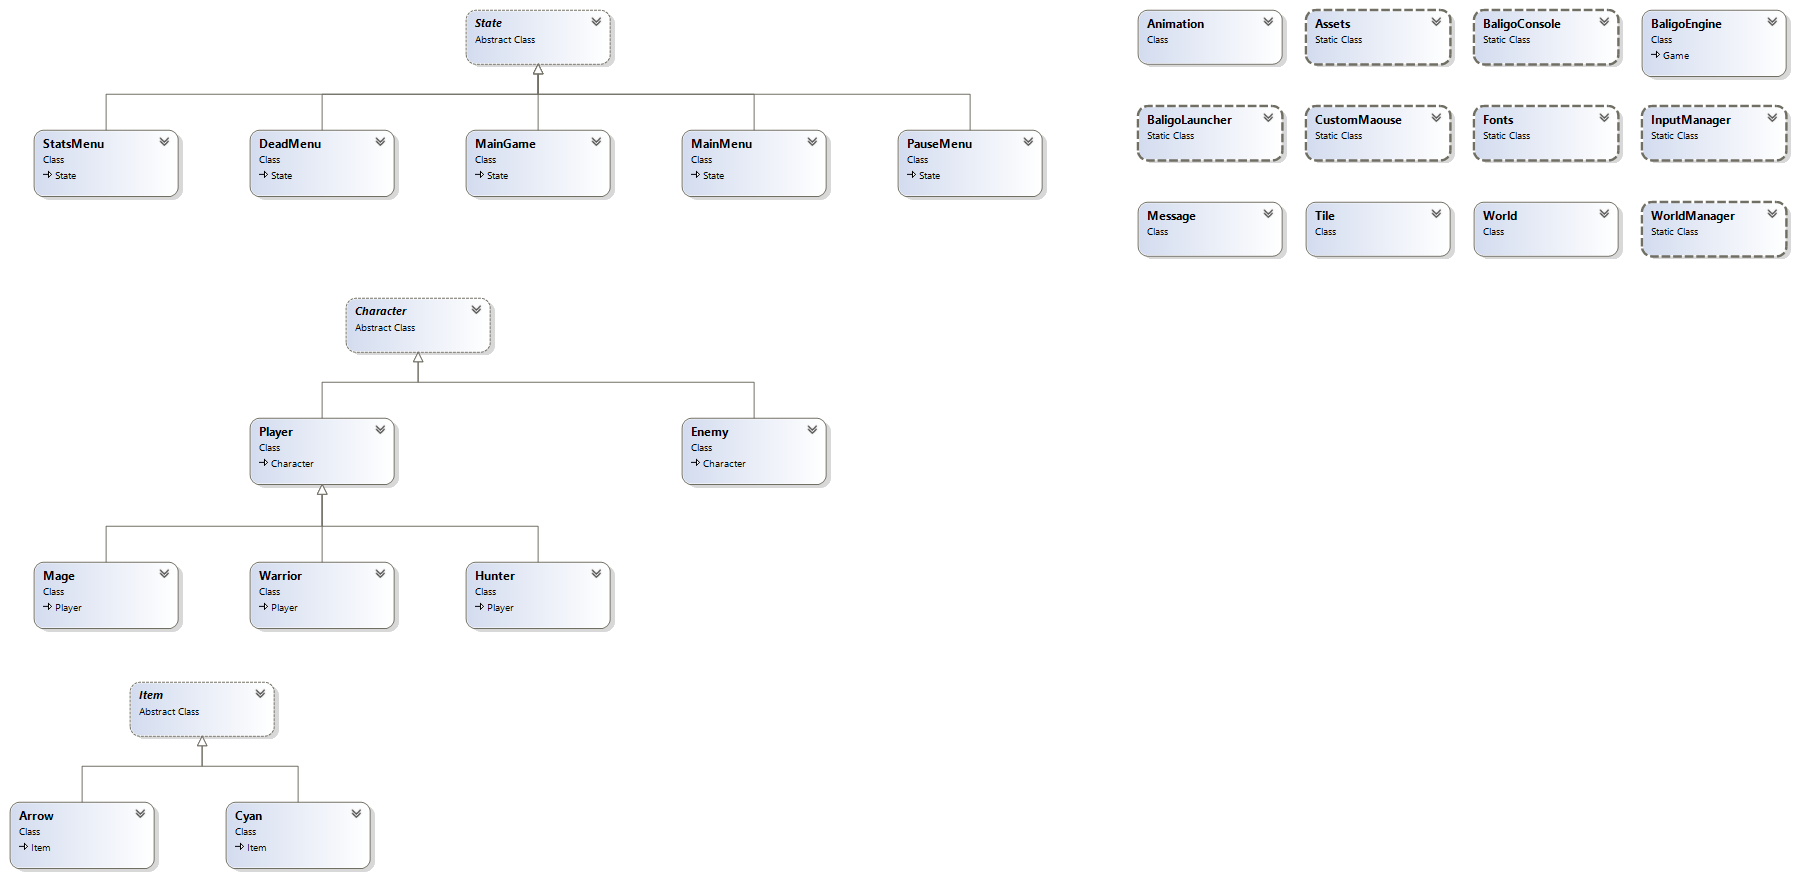 State
Abstract Class
StatsMenu
Class
State
DeadMenu
Class
State
MainGame
Class
State
MainMenu
Class
State
PauseMenu
Class
State
Animation
Class
Assets
Static Class
BaligoConsole
Static Class
BaligoEngine
Class
Game
BaligoLauncher
Static Class
CustomMaouse
Static Class
Fonts
Static Class
InputManager
Static Class
Message
Class
Tile
Class
World
Class
WorldManager
Static Class
Character
Abstract Class
Player
Class
Character
Enemy
Class
Character
Mage
Class
Player
Warrior
Class
Player
Hunter
Class
Player
Item
Abstract Class
Arrow
Class
Item
Cyan
Class
Item